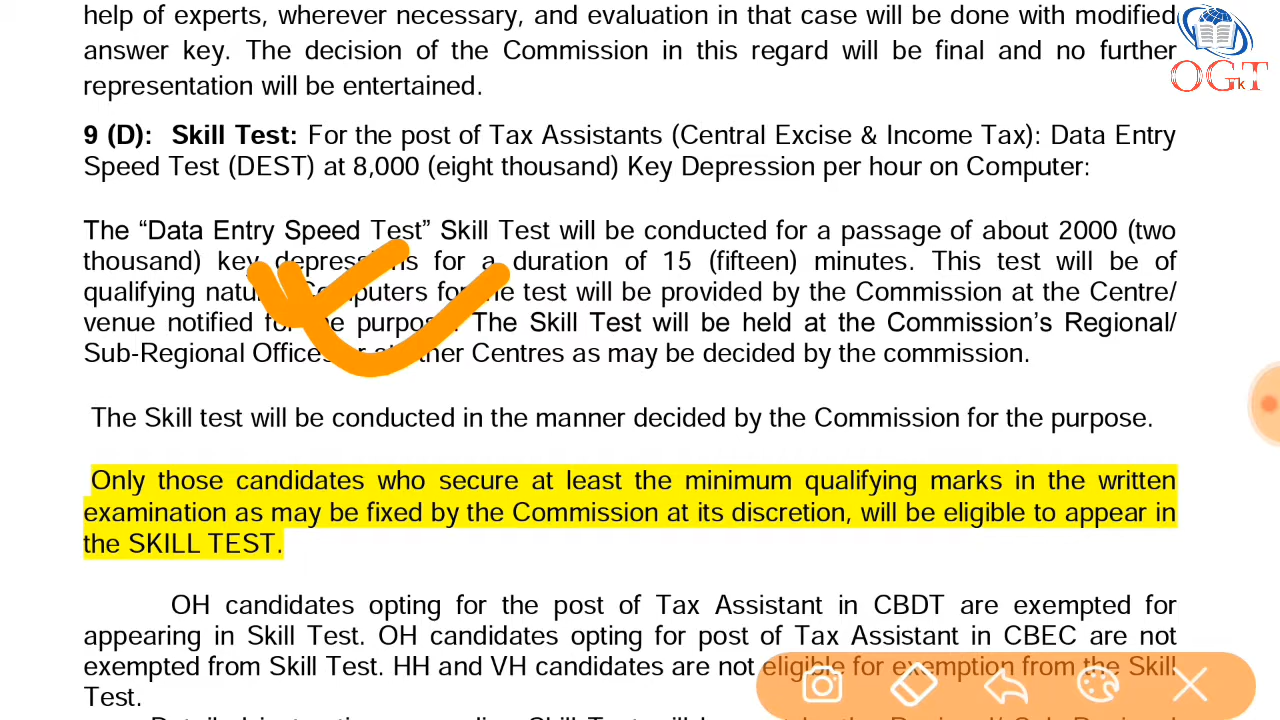 help of experts, wherever necessary, and evaluation in that case will be done with modified
answer key. The decision of the Commission in this regard will be final and no further
representation will be entertained.
OGT
k
9 (D): Skill Test: For the post of Tax Assistants (Central Excise & Income Tax): Data Entry
Speed Test (DEST) at 8,000 (eight thousand) Key Depression per hour on Computer:
The “Data Entry Speed Test” Skill Test will be conducted for a passage of about 2000 (two
thousand) key depressions for a duration of 15 (fifteen) minutes. This test will be of
qualifying Computers for test will be provided by the Commission at the Centre/
venue notified The Skill Test will be held at the Commission’s Regional/
Sub-Regional Centres as may be decided by the commission.
The Skill test will be conducted in the manner decided by the Commission for the purpose.
Only those candidates who secure at least the minimum qualifying marks in the written
examination as may be fixed by the Commission at its discretion, will be eligible to appear in
the SKILL TEST.
OH candidates opting for the post of Tax Assistant in CBDT are exempted for
appearing in Skill Test. OH candidates opting for post of Tax Assistant in CBEC are not
exempted from Skill Test. HH and VH candidates are not eligible for exemption from the Skill
Test.